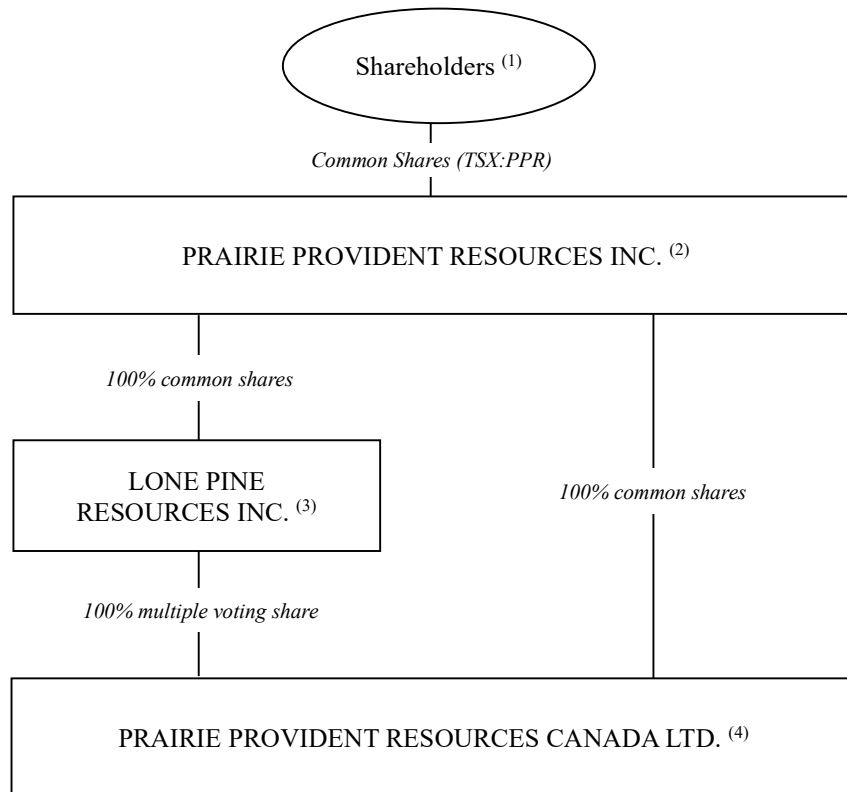 Shareholders (1)
Common Shares (TSX:PPR)
PRAIRIE PROVIDENT RESOURCES INC. (2)
100% common shares
LONE PINE
RESOURCES INC. (3)
100% common shares
100% multiple voting share
PRAIRIE PROVIDENT RESOURCES CANADA LTD. (4)